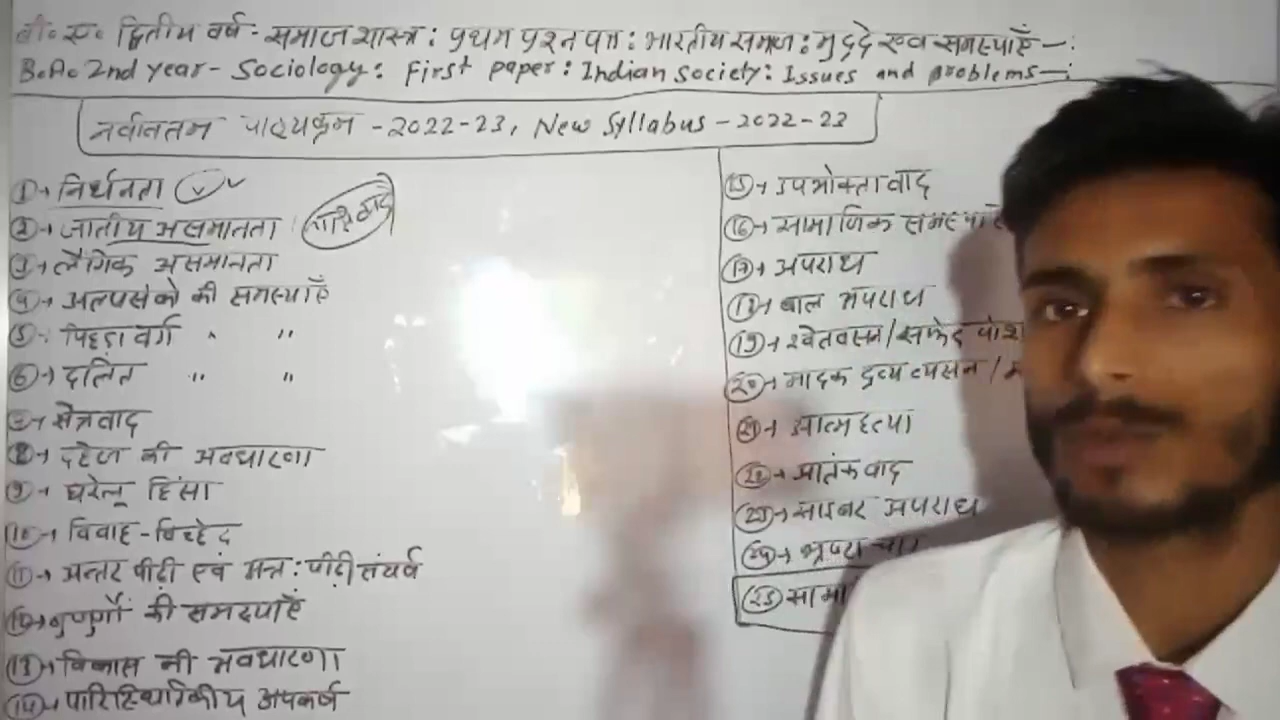 बी० ए० द्वितीय वर्ष - समाज शास्त्र : प्रथम प्रश्न पत्र : भारतीय समाज : मुद्दे एवं समस्याएँ —:
B.A. 2nd year - Sociology : First paper : Indian Society : Issues and problems —:
नवीनतम पाठ्यक्रम - 2022-23, New Syllabus - 2022-23
① → निर्धनता
② → जातीय असमानता
③ → लैंगिक असमानता
④ → अल्पसंको की समस्याएँ
⑤ → पिछड़ा वर्ग " "
⑥ → दलित " "
⑦ → क्षेत्रवाद
⑧ → दहेज की अवधारणा
⑨ → घरेलू हिंसा
⑩ → विवाह - विच्छेद
⑪ → अन्तर पीढ़ी एवं अन्त: पीढ़ी संघर्ष
⑫ → की समस्याएँ
⑬ → विकास की अवधारणा
⑭ → पारिस्थितिकीय अपकर्ष
⑮ → उपभोक्तावाद
⑯ → सामाजिक
⑰ → अपराध
⑱ → बाल अपराध
⑲ → श्वेतवसन / सफेद
⑳ → मादक द्रव्य व्यसन /
㉑ → आत्महत्या
㉒ → आतंकवाद
㉓ → साइबर अपराध
㉔ →
㉕ →